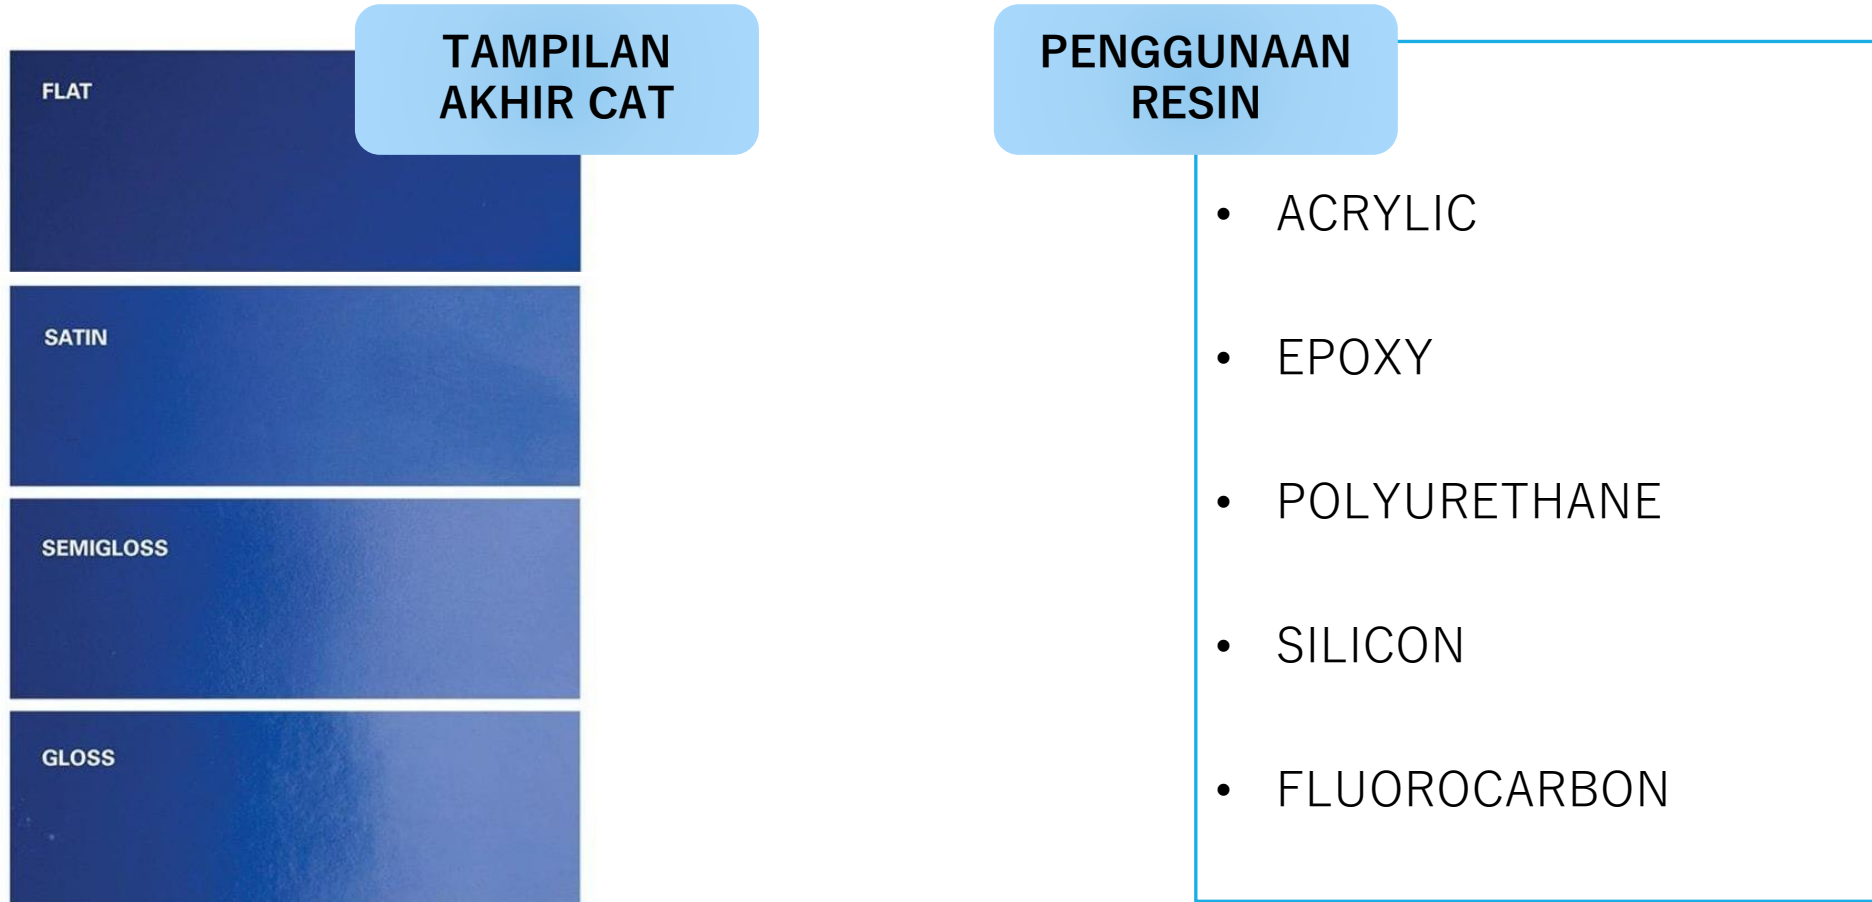 TAMPILAN
AKHIR CAT
FLAT
SATIN
SEMIGLOSS
GLOSS
PENGGUNAAN
RESIN
• ACRYLIC
• EPOXY
• POLYURETHANE
• SILICON
• FLUOROCARBON